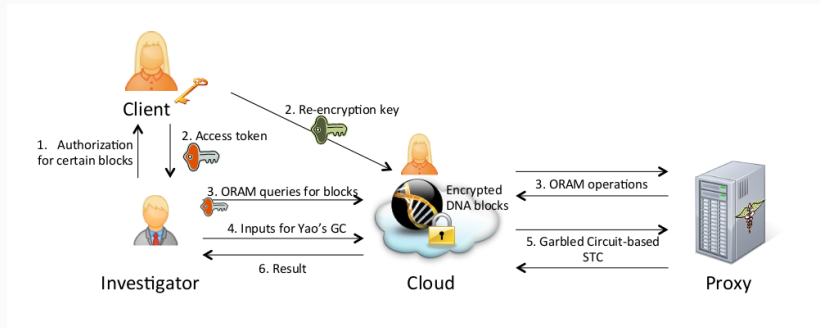 Client
1. Authorization
for certain blocks
2. Access token
2. Re-encryption key
3. ORAM queries for blocks
4. Inputs for Yao's GC
6. Result
Encrypted
DNA blocks
3. ORAM operations
5. Garbled Circuit-based
STC
Investigator
Cloud
Proxy